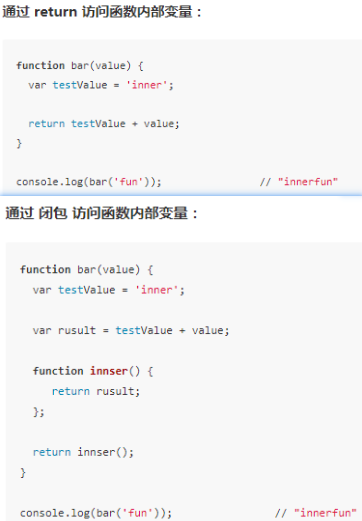 通过 return 访问函数内部变量：
function bar(value) {
var testValue = 'inner';
return testValue + value;
}
console.log(bar('fun')); // "innerfun"
通过 闭包 访问函数内部变量：
function bar(value) {
var testValue = 'inner';
var rusult = testValue + value;
function innser() {
return rusult;
};
return innser();
}
console.log(bar('fun')); // "innerfun"